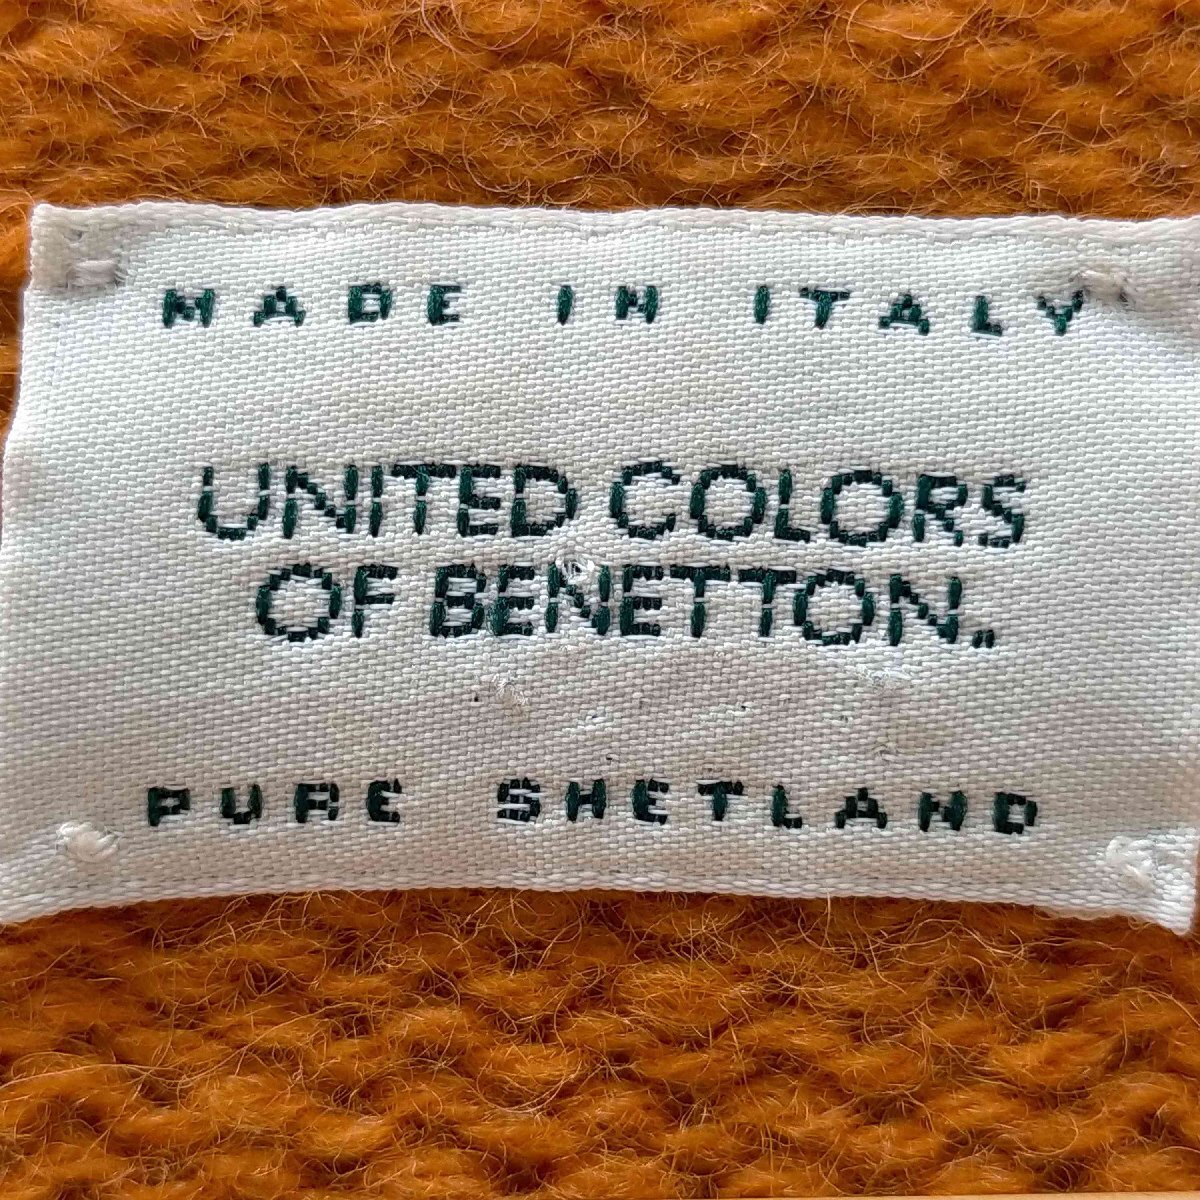 MADE IN ITALY
UNITED COLORS
OF BENETTON..
PURE SHETLAND